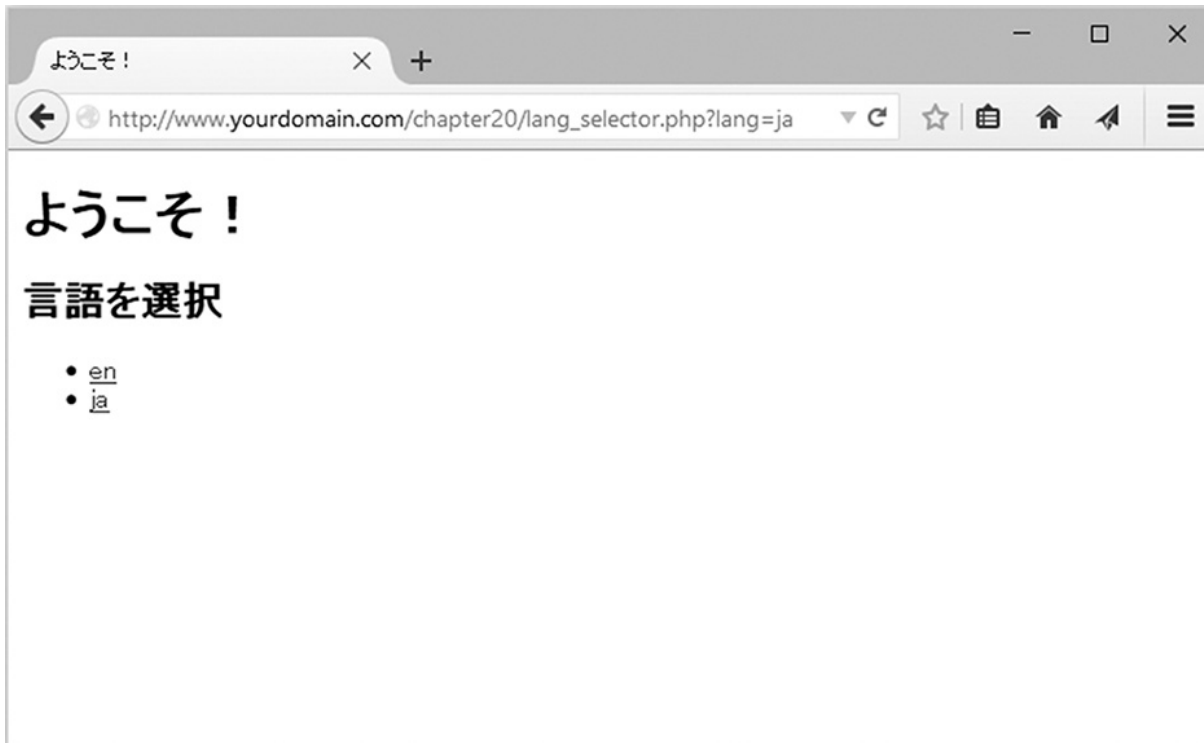 ようこそ！
http://www.yourdomain.com/chapter20/lang_selector.php?lang=ja
ようこそ！
言語を選択
en
ja